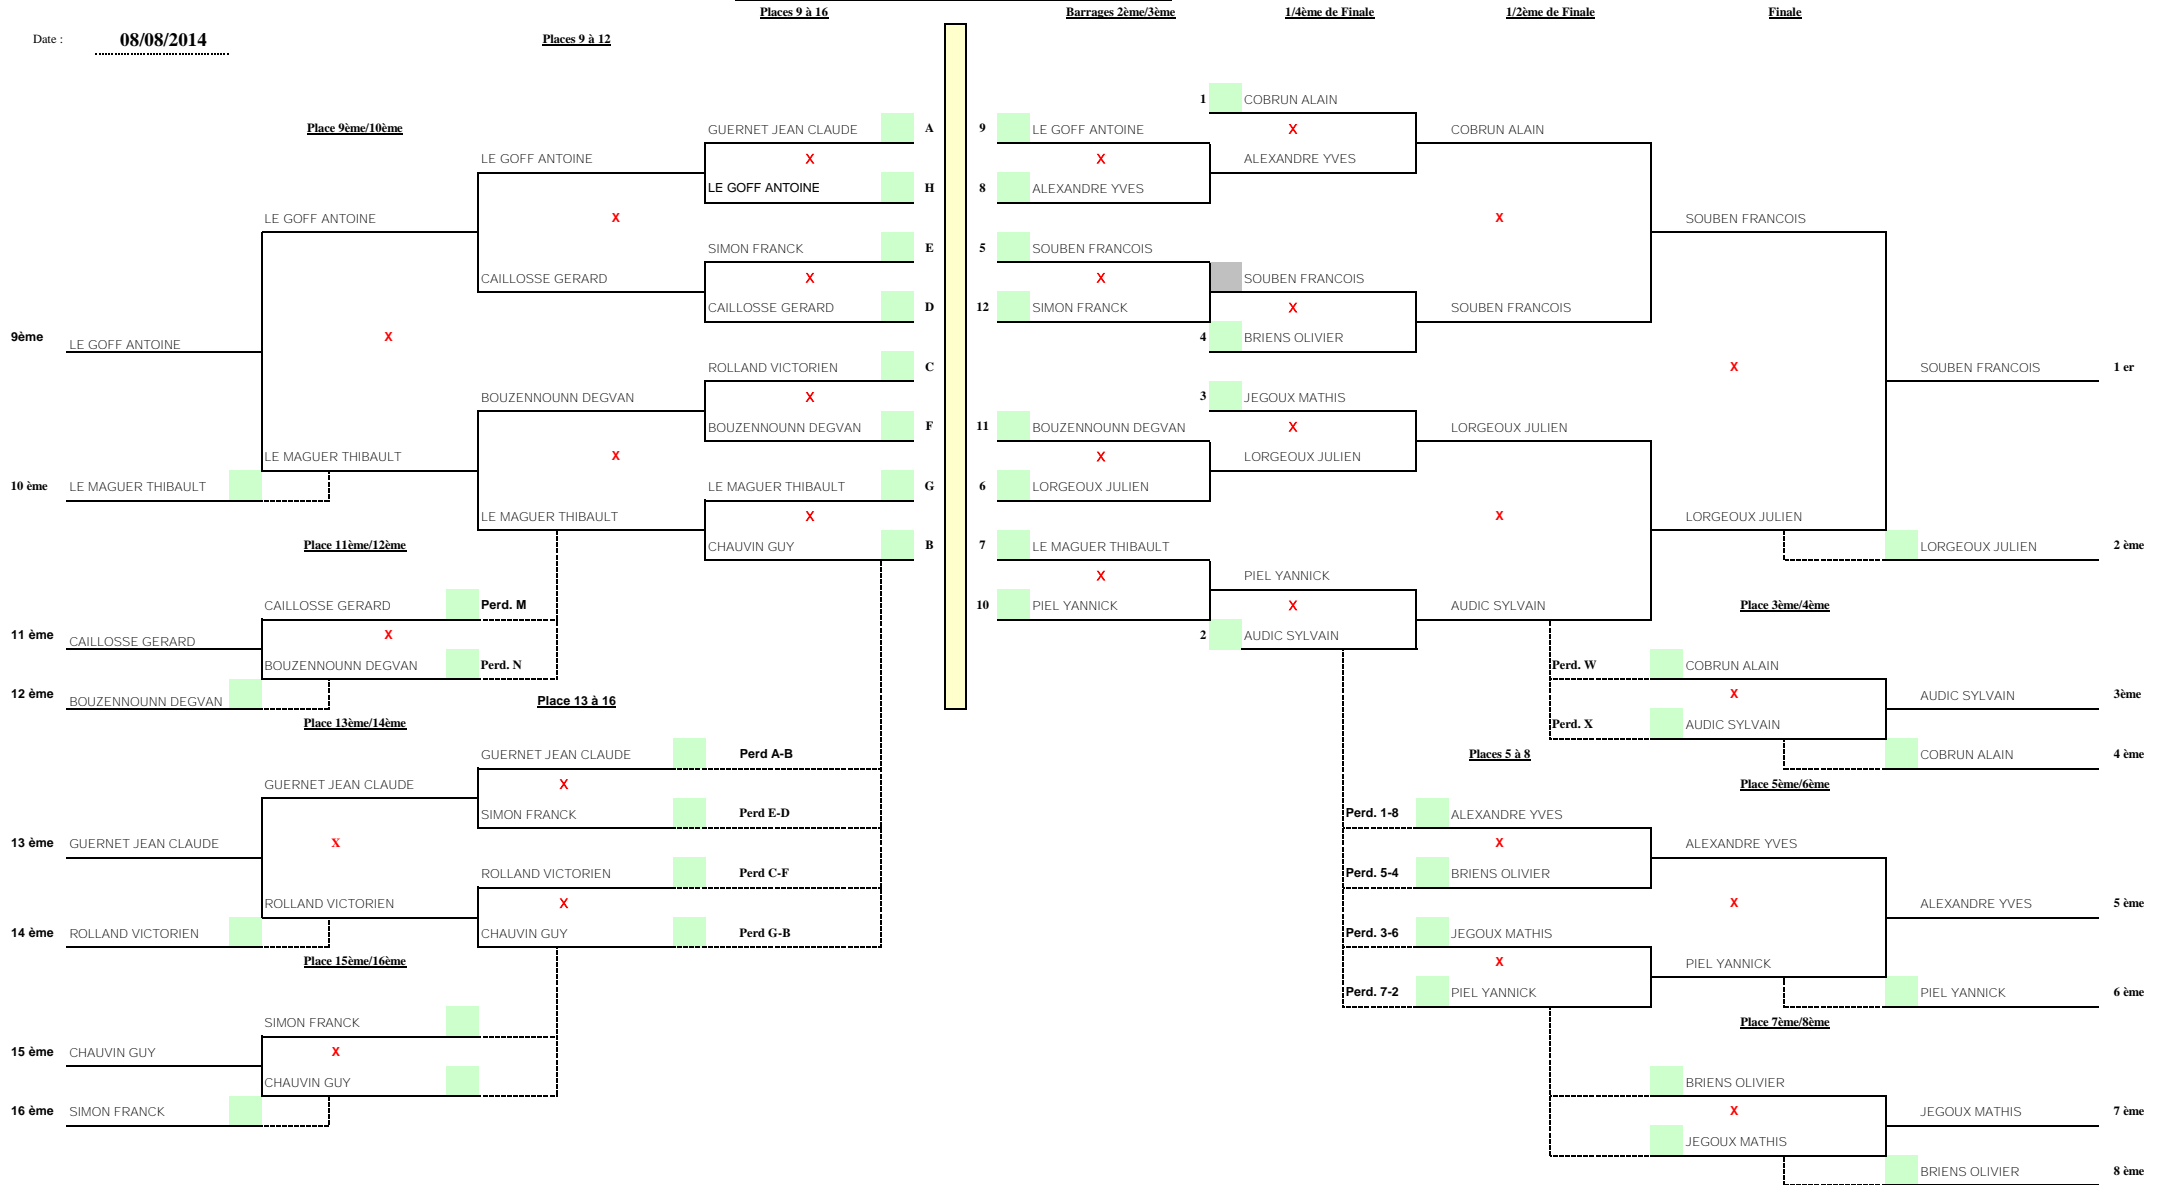 Places 9 à 16
Barrages 2ème/3ème
1/4ème de Finale
1/2ème de Finale
Finale
Date :
08/08/2014
Places 9 à 12
Place 9ème/10ème
GUERNET JEAN CLAUDE
A
LE GOFF ANTOINE
X
LE GOFF ANTOINE
H
LE GOFF ANTOINE
X
SIMON FRANCK
E
CAILLOSSE GERARD
X
CAILLOSSE GERARD
D
9ème
LE GOFF ANTOINE
X
ROLLAND VICTORIEN
C
BOUZENNOUNN DEGVAN
X
BOUZENNOUNN DEGVAN
F
LE MAGUER THIBAULT
X
10 ème
LE MAGUER THIBAULT
LE MAGUER THIBAULT
G
LE MAGUER THIBAULT
X
CHAUVIN GUY
B
Place 11ème/12ème
CAILLOSSE GERARD
Perd. M
11 ème
CAILLOSSE GERARD
X
BOUZENNOUNN DEGVAN
Perd. N
12 ème
BOUZENNOUNN DEGVAN
Place 13 à 16
Place 13ème/14ème
GUERNET JEAN CLAUDE
Perd A-B
GUERNET JEAN CLAUDE
X
SIMON FRANCK
Perd E-D
13 ème
GUERNET JEAN CLAUDE
X
ROLLAND VICTORIEN
Perd C-F
ROLLAND VICTORIEN
X
14 ème
ROLLAND VICTORIEN
CHAUVIN GUY
Perd G-B
Place 15ème/16ème
SIMON FRANCK
15 ème
CHAUVIN GUY
X
CHAUVIN GUY
16 ème
SIMON FRANCK
1
COBRUN ALAIN
9
LE GOFF ANTOINE
X
COBRUN ALAIN
X
ALEXANDRE YVES
8
ALEXANDRE YVES
X
SOUBEN FRANCOIS
5
SOUBEN FRANCOIS
X
SOUBEN FRANCOIS
12
SIMON FRANCK
X
SOUBEN FRANCOIS
4
BRIENS OLIVIER
X
SOUBEN FRANCOIS
1 er
3
JEGOUX MATHIS
11
BOUZENNOUNN DEGVAN
X
LORGEOUX JULIEN
X
LORGEOUX JULIEN
6
LORGEOUX JULIEN
X
LORGEOUX JULIEN
7
LE MAGUER THIBAULT
LORGEOUX JULIEN
2 ème
X
PIEL YANNICK
10
PIEL YANNICK
X
AUDIC SYLVAIN
Place 3ème/4ème
2
AUDIC SYLVAIN
Perd. W
COBRUN ALAIN
X
AUDIC SYLVAIN
3ème
Perd. X
AUDIC SYLVAIN
Places 5 à 8
COBRUN ALAIN
4 ème
Place 5ème/6ème
Perd. 1-8
ALEXANDRE YVES
X
ALEXANDRE YVES
Perd. 5-4
BRIENS OLIVIER
X
ALEXANDRE YVES
5 ème
Perd. 3-6
JEGOUX MATHIS
X
PIEL YANNICK
Perd. 7-2
PIEL YANNICK
PIEL YANNICK
6 ème
Place 7ème/8ème
BRIENS OLIVIER
X
JEGOUX MATHIS
7 ème
JEGOUX MATHIS
BRIENS OLIVIER
8 ème